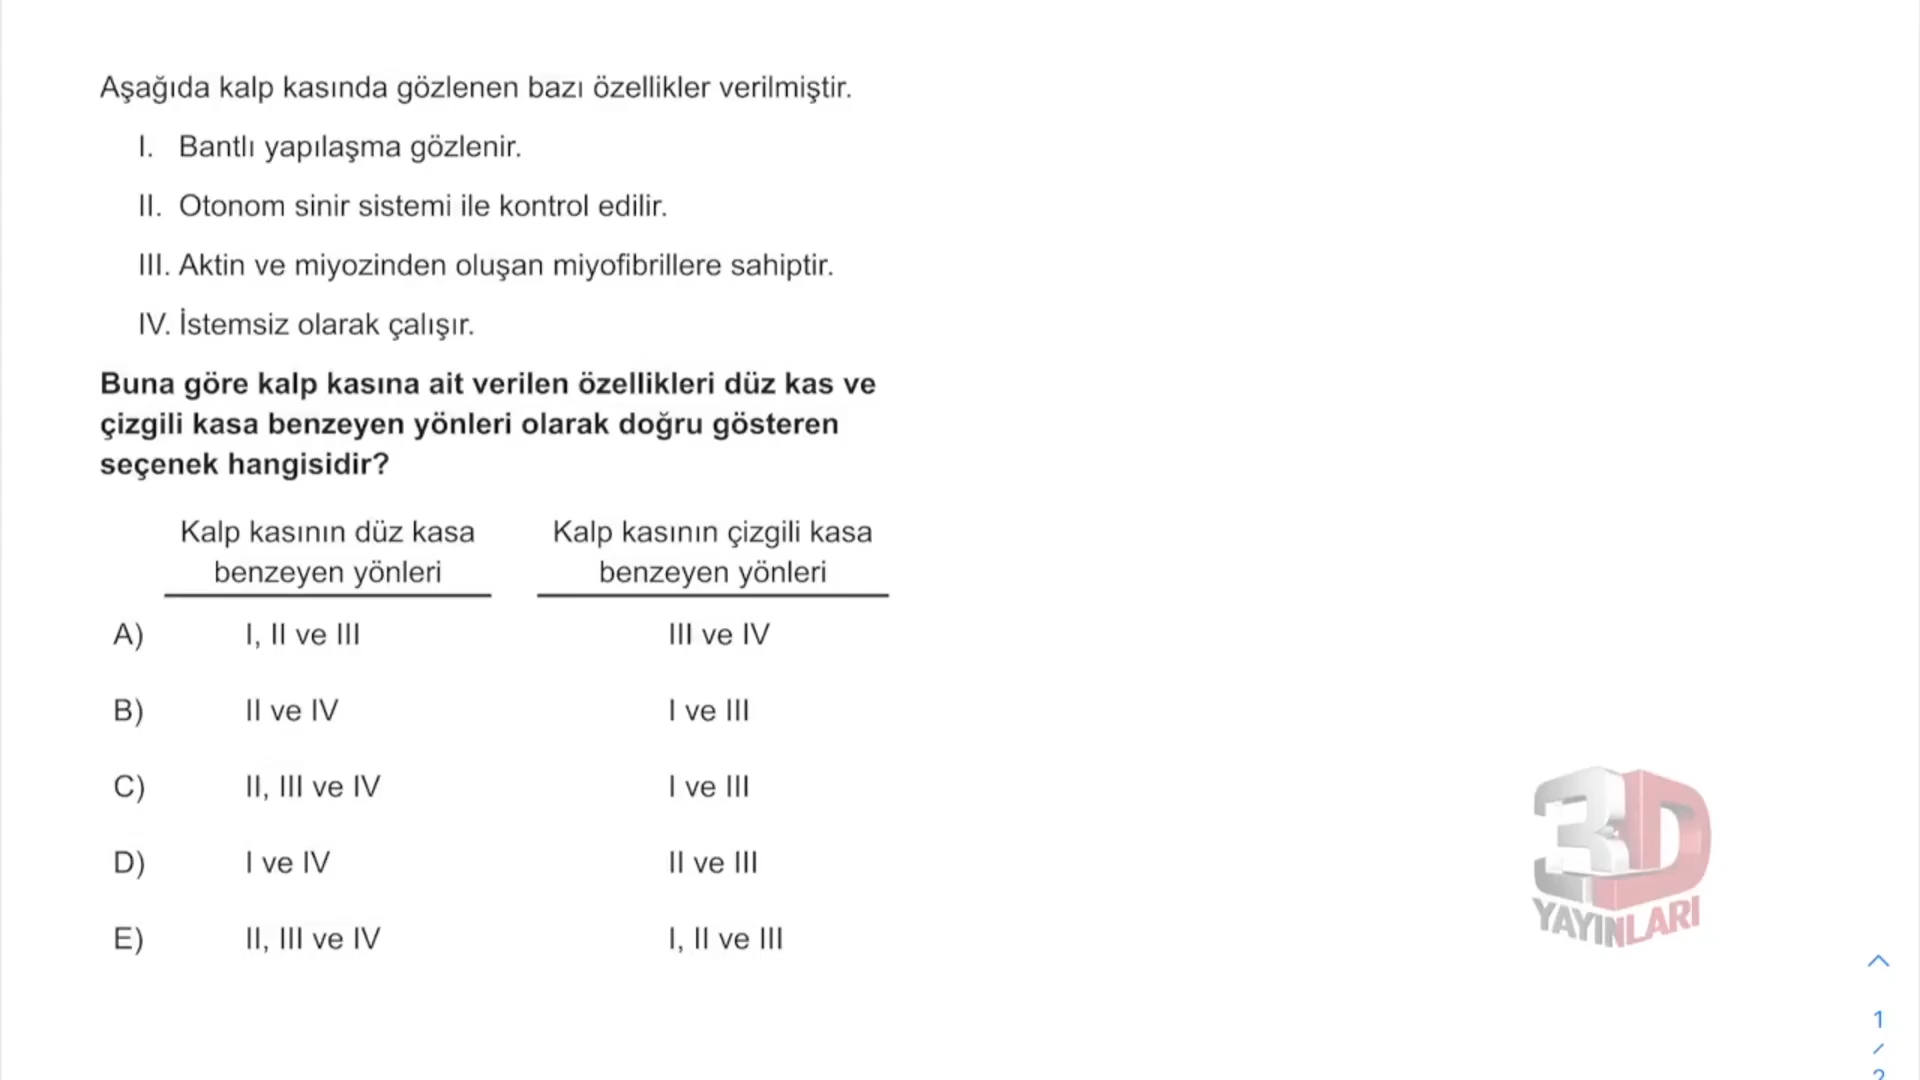 Aşağıda kalp kasında gözlenen bazı özellikler verilmiştir.
I. Bantlı yapılaşma gözlenir.
II. Otonom sinir sistemi ile kontrol edilir.
III. Aktin ve miyozinden oluşan miyofibrillere sahiptir.
IV. İstemsiz olarak çalışır.
Buna göre kalp kasına ait verilen özellikleri düz kas ve
çizgili kasa benzeyen yönleri olarak doğru gösteren
seçenek hangisidir?
Kalp kasının düz kasa benzeyen yönleri
Kalp kasının çizgili kasa benzeyen yönleri
A) I, II ve III III ve IV
B) II ve IV I ve III
C) II, III ve IV I ve III
D) I ve IV II ve III
E) II, III ve IV I, II ve III
3D
YAYINLARI
1
/
2